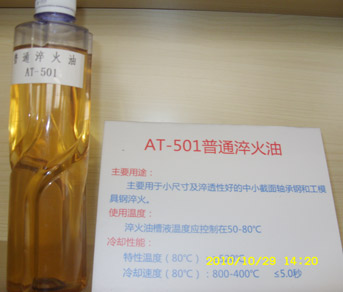 普通淬火油
AT-501
AT-501普通淬火油
主要用途：
主要用于小尺寸及淬透性好的中小截面轴承钢和工模
具钢淬火。
使用温度：
淬火油槽液温度应控制在50-80℃
冷却性能：
特性温度（80℃）
2010/10/29 14:20
冷却速度（80℃）：800-400℃ ≤5.0秒